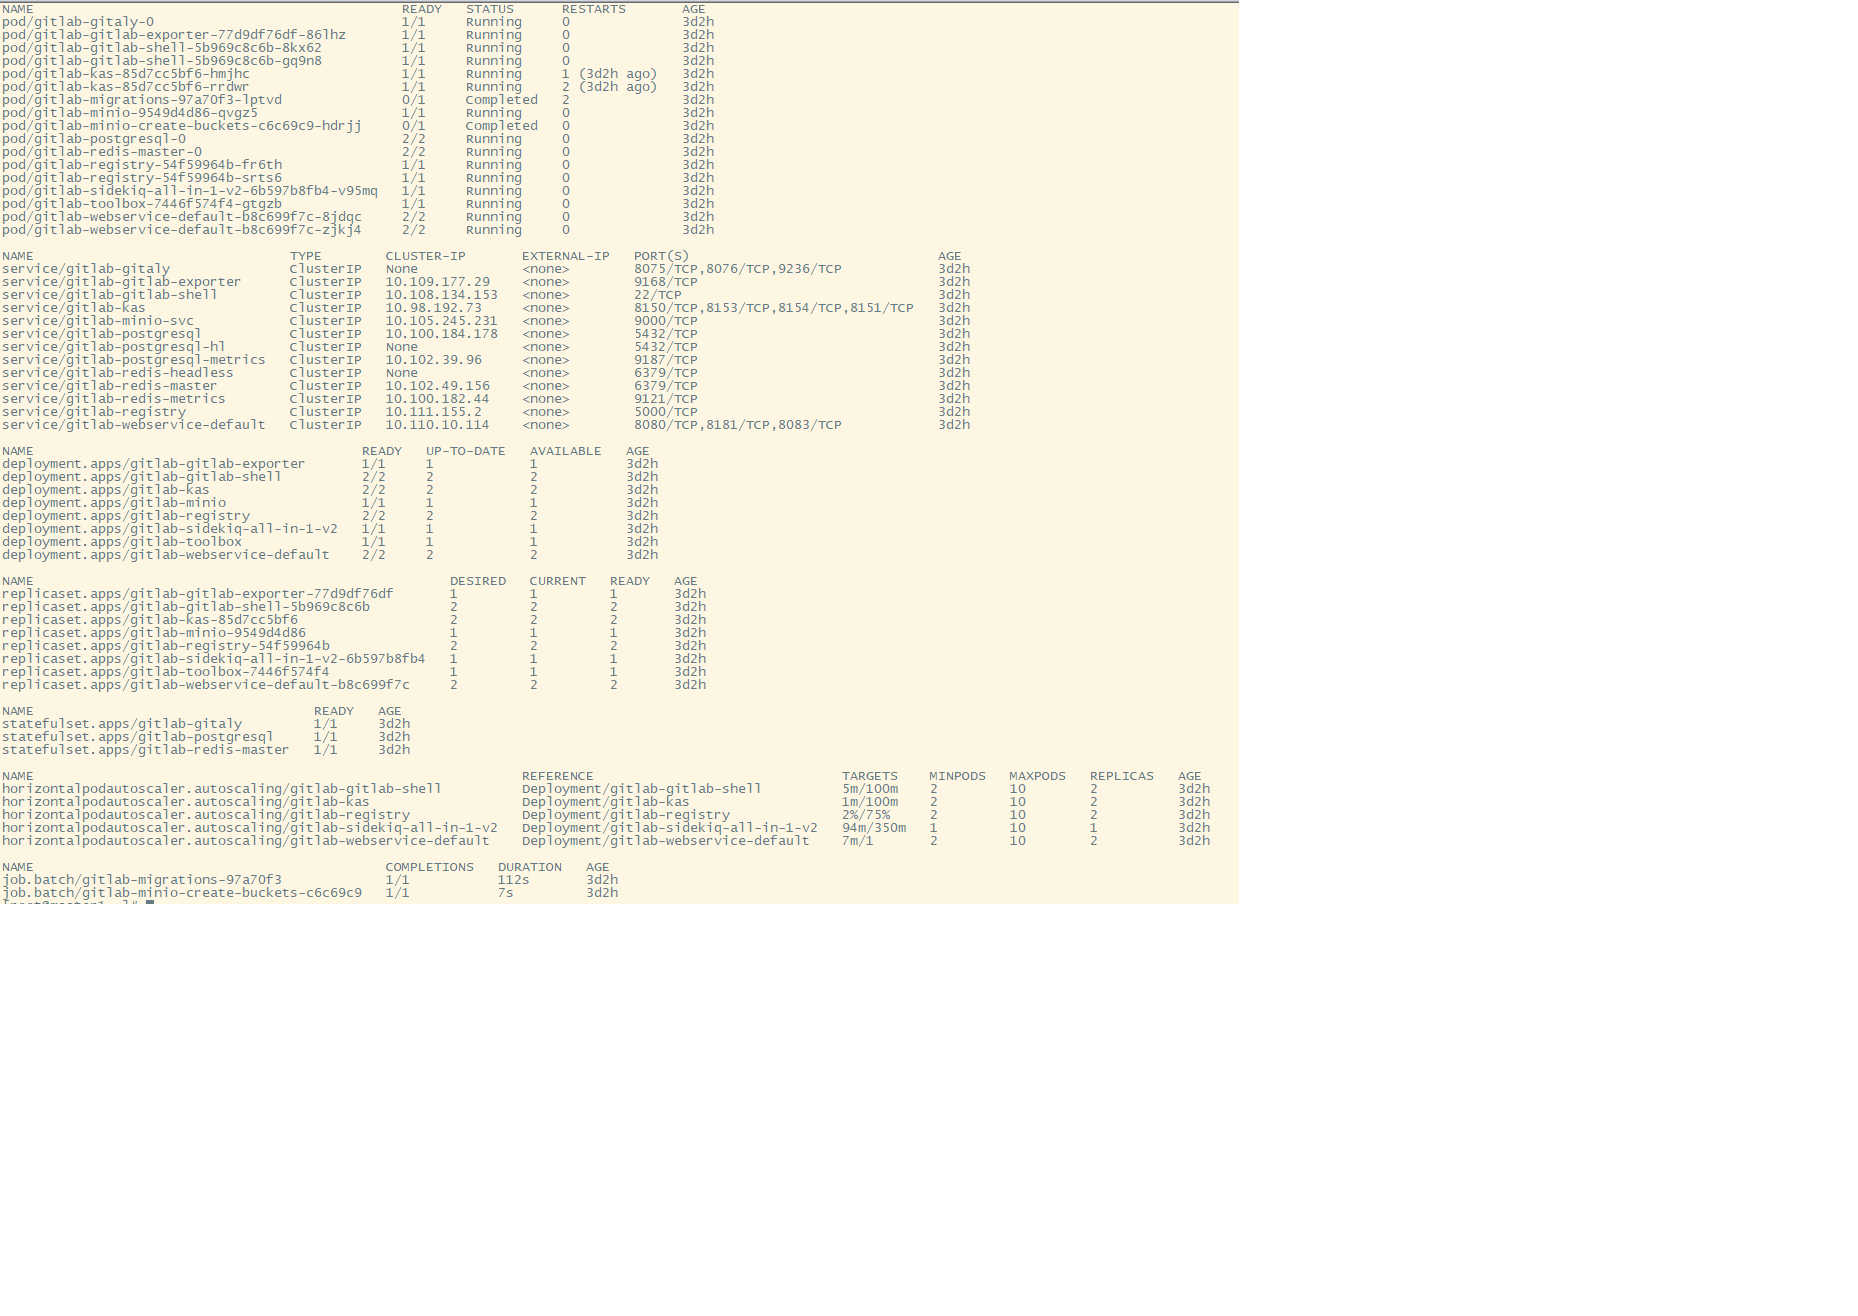 NAME READY STATUS RESTARTS AGE
pod/gitlab-gitaly-0 1/1 Running 0 3d2h
pod/gitlab-gitlab-exporter-77d9df76df-86lhz 1/1 Running 0 3d2h
pod/gitlab-gitlab-shell-5b969c8c6b-8kx62 1/1 Running 0 3d2h
pod/gitlab-gitlab-shell-5b969c8c6b-gq9n8 1/1 Running 0 3d2h
pod/gitlab-kas-85d7cc5bf6-hmjhc 1/1 Running 1 (3d2h ago) 3d2h
pod/gitlab-kas-85d7cc5bf6-rrdwr 1/1 Running 2 (3d2h ago) 3d2h
pod/gitlab-migrations-97a70f3-lptvd 0/1 Completed 2 3d2h
pod/gitlab-minio-9549d4d86-qvgz5 1/1 Running 0 3d2h
pod/gitlab-minio-create-buckets-c6c69c9-hdrjj 0/1 Completed 0 3d2h
pod/gitlab-postgresql-0 2/2 Running 0 3d2h
pod/gitlab-redis-master-0 2/2 Running 0 3d2h
pod/gitlab-registry-54f59964b-fr6th 1/1 Running 0 3d2h
pod/gitlab-registry-54f59964b-srts6 1/1 Running 0 3d2h
pod/gitlab-sidekiq-all-in-1-v2-6b597b8fb4-v95mq 1/1 Running 0 3d2h
pod/gitlab-toolbox-7446f574f4-gtgzb 1/1 Running 0 3d2h
pod/gitlab-webservice-default-b8c699f7c-8jdqc 2/2 Running 0 3d2h
pod/gitlab-webservice-default-b8c699f7c-zjkj4 2/2 Running 0 3d2h
NAME TYPE CLUSTER-IP EXTERNAL-IP PORT(S) AGE
service/gitlab-gitaly ClusterIP None <none> 8075/TCP,8076/TCP,9236/TCP 3d2h
service/gitlab-gitlab-exporter ClusterIP 10.109.177.29 <none> 9168/TCP 3d2h
service/gitlab-gitlab-shell ClusterIP 10.108.134.153 <none> 22/TCP 3d2h
service/gitlab-kas ClusterIP 10.98.192.73 <none> 8150/TCP,8153/TCP,8154/TCP,8151/TCP 3d2h
service/gitlab-minio-svc ClusterIP 10.105.245.231 <none> 9000/TCP 3d2h
service/gitlab-postgresql ClusterIP 10.100.184.178 <none> 5432/TCP 3d2h
service/gitlab-postgresql-hl ClusterIP None <none> 5432/TCP 3d2h
service/gitlab-postgresql-metrics ClusterIP 10.102.39.96 <none> 9187/TCP 3d2h
service/gitlab-redis-headless ClusterIP None <none> 6379/TCP 3d2h
service/gitlab-redis-master ClusterIP 10.102.49.156 <none> 6379/TCP 3d2h
service/gitlab-redis-metrics ClusterIP 10.100.182.44 <none> 9121/TCP 3d2h
service/gitlab-registry ClusterIP 10.111.155.2 <none> 5000/TCP 3d2h
service/gitlab-webservice-default ClusterIP 10.110.10.114 <none> 8080/TCP,8181/TCP,8083/TCP 3d2h
NAME READY UP-TO-DATE AVAILABLE AGE
deployment.apps/gitlab-gitlab-exporter 1/1 1 1 3d2h
deployment.apps/gitlab-gitlab-shell 2/2 2 2 3d2h
deployment.apps/gitlab-kas 2/2 2 2 3d2h
deployment.apps/gitlab-minio 1/1 1 1 3d2h
deployment.apps/gitlab-registry 2/2 2 2 3d2h
deployment.apps/gitlab-sidekiq-all-in-1-v2 1/1 1 1 3d2h
deployment.apps/gitlab-toolbox 1/1 1 1 3d2h
deployment.apps/gitlab-webservice-default 2/2 2 2 3d2h
NAME DESIRED CURRENT READY AGE
replicaset.apps/gitlab-gitlab-exporter-77d9df76df 1 1 1 3d2h
replicaset.apps/gitlab-gitlab-shell-5b969c8c6b 2 2 2 3d2h
replicaset.apps/gitlab-kas-85d7cc5bf6 2 2 2 3d2h
replicaset.apps/gitlab-minio-9549d4d86 1 1 1 3d2h
replicaset.apps/gitlab-registry-54f59964b 2 2 2 3d2h
replicaset.apps/gitlab-sidekiq-all-in-1-v2-6b597b8fb4 1 1 1 3d2h
replicaset.apps/gitlab-toolbox-7446f574f4 1 1 1 3d2h
replicaset.apps/gitlab-webservice-default-b8c699f7c 2 2 2 3d2h
NAME READY AGE
statefulset.apps/gitlab-gitaly 1/1 3d2h
statefulset.apps/gitlab-postgresql 1/1 3d2h
statefulset.apps/gitlab-redis-master 1/1 3d2h
NAME REFERENCE TARGETS MINPODS MAXPODS REPLICAS AGE
horizontalpodautoscaler.autoscaling/gitlab-gitlab-shell Deployment/gitlab-gitlab-shell 5m/100m 2 10 2 3d2h
horizontalpodautoscaler.autoscaling/gitlab-kas Deployment/gitlab-kas 1m/100m 2 10 2 3d2h
horizontalpodautoscaler.autoscaling/gitlab-registry Deployment/gitlab-registry 2%/75% 2 10 2 3d2h
horizontalpodautoscaler.autoscaling/gitlab-sidekiq-all-in-1-v2 Deployment/gitlab-sidekiq-all-in-1-v2 94m/350m 1 10 1 3d2h
horizontalpodautoscaler.autoscaling/gitlab-webservice-default Deployment/gitlab-webservice-default 7m/1 2 10 2 3d2h
NAME COMPLETIONS DURATION AGE
job.batch/gitlab-migrations-97a70f3 1/1 112s 3d2h
job.batch/gitlab-minio-create-buckets-c6c69c9 1/1 7s 3d2h